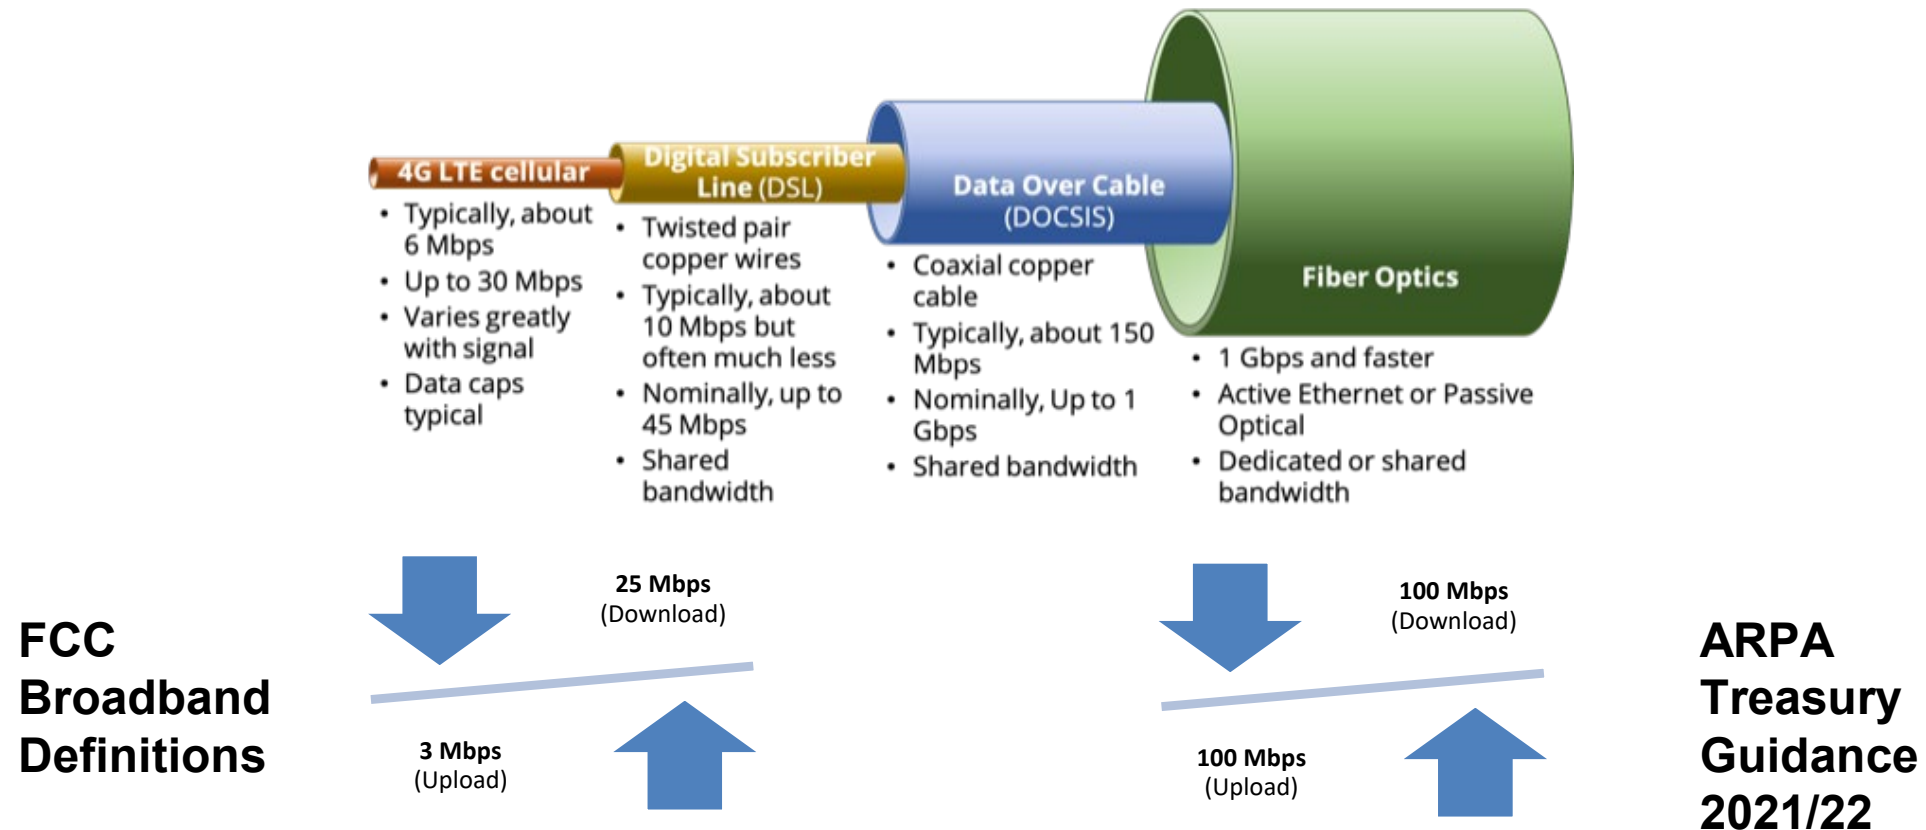 4G LTE cellular
• Typically, about
6 Mbps
• Up to 30 Mbps
• Varies greatly
with signal
• Data caps
typical
Digital Subscriber
Line (DSL)
• Twisted pair
copper wires
• Typically, about
10 Mbps but
often much less
• Nominally, up to
45 Mbps
• Shared
bandwidth
Data Over Cable
(DOCSIS)
• Coaxial copper
cable
• Typically, about 150
Mbps
• Nominally, Up to 1
Gbps
• Shared bandwidth
Fiber Optics
• 1 Gbps and faster
• Active Ethernet or Passive
Optical
• Dedicated or shared
bandwidth
FCC
Broadband
Definitions
25 Mbps
(Download)
3 Mbps
(Upload)
100 Mbps
(Download)
100 Mbps
(Upload)
ARPA
Treasury
Guidance
2021/22